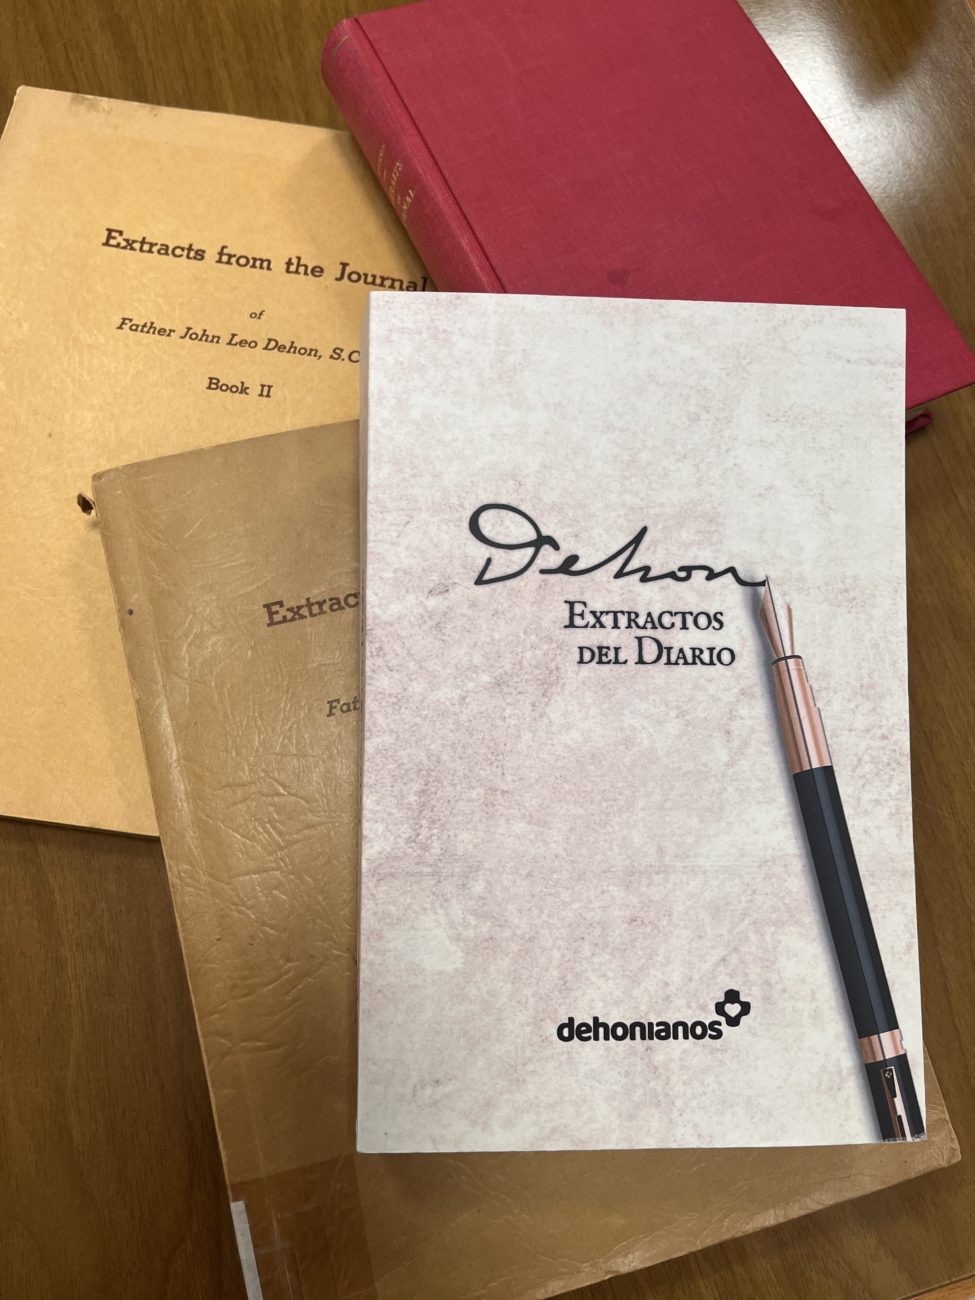 Extracts from the Journal
of
Father John Leo Dehon, S.C
Book II
Extrac
Fat
Dehon
EXTRACTOS
DEL DIARIO
dehonianos